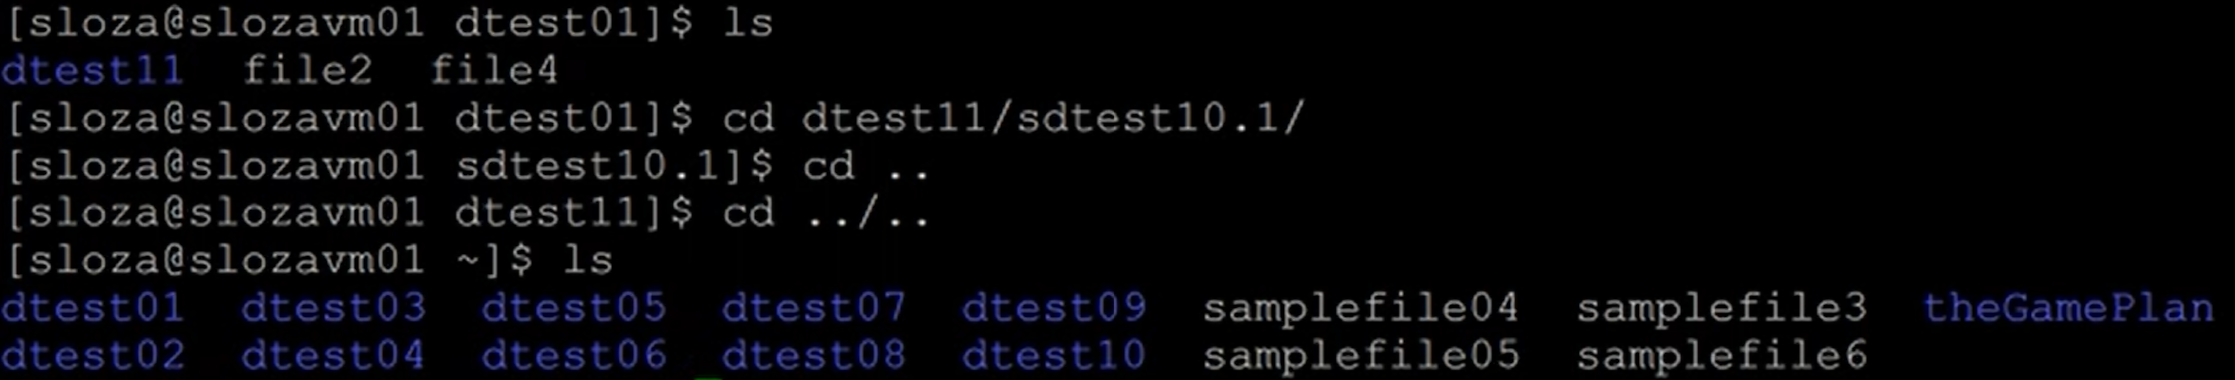 [sloza@slozavm01 dtest01]$ ls
dtest11 file2 file4
[sloza@slozavm01 dtest01]$ cd dtest11/sdtest10.1/
[sloza@slozavm01 sdtest10.1]$ cd ..
[sloza@slozavm01 dtest11]$ cd ../..
[sloza@slozavm01 ~]$ ls
dtest01 dtest03 dtest05 dtest07 dtest09 samplefile04 samplefile3 theGamePlan
dtest02 dtest04 dtest06 dtest08 dtest10 samplefile05 samplefile6